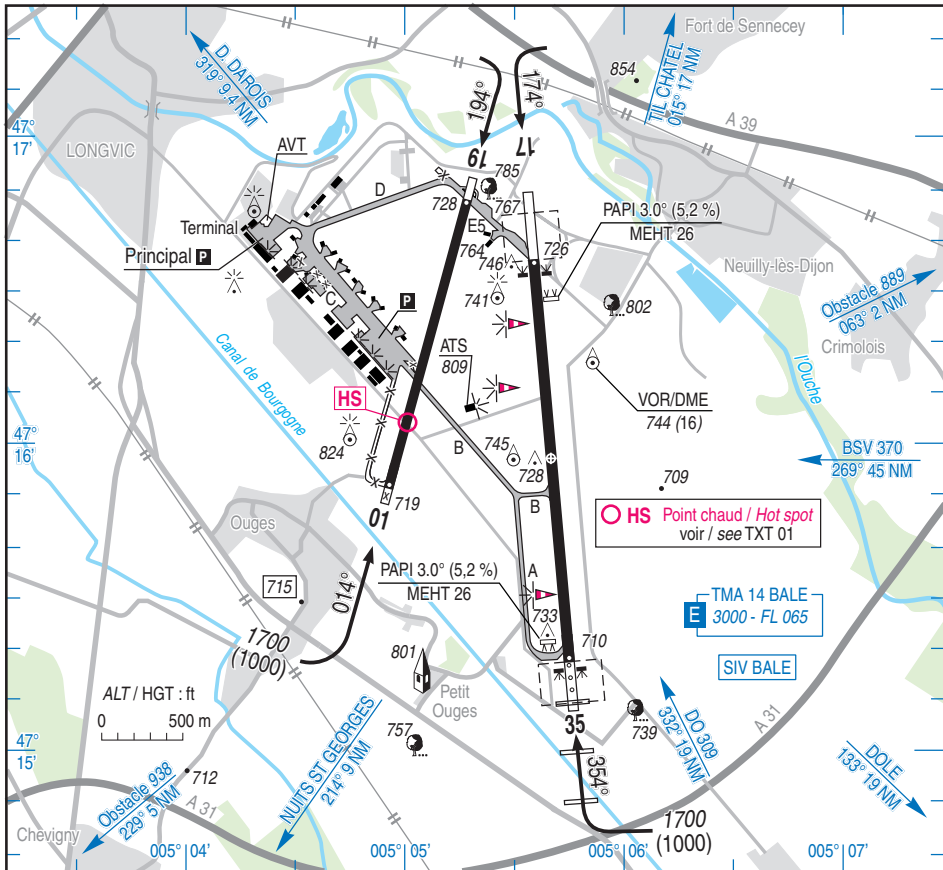 Fort de Sennecey
D. DAROIS
319° 9.4 NM
194°
174°
854
TIL CHATEL
015° 17 NM
A 39
47°
17'
LONGVIC
AVT
19
17
785
D
728
767
PAPI 3.0° (5,2 %)
MEHT 26
Terminal
E5
764
726
Principal P
746
Neuilly-lès-Dijon
741
802
Obstacle 889
063° 2 NM
C
P
Crimolois
ATS
809
Canal de Bourgogne
l'Ouche
HS
VOR/DME
744 (16)
47°
16'
824
B
745
728
BSV 370
269° 45 NM
709
719
01
B
Ouges
HS Point chaud / Hot spot
voir / see TXT 01
PAPI 3.0° (5,2 %)
MEHT 26
A
715
014°
TMA 14 BALE
E 3000 - FL 065
733
710
1700
(1000)
801
SIV BALE
ALT / HGT : ft
0 500 m
Petit
Ouges
35
739
DO 309
332° 19 NM
A 31
47°
15'
757
354°
712
NUITS ST GEORGES
214° 9 NM
DOLE
133° 19 NM
Obstacle 938
229° 5 NM
A 31
Chevigny
1700
(1000)
005° 04'
005° 05'
005° 06'
005° 07'